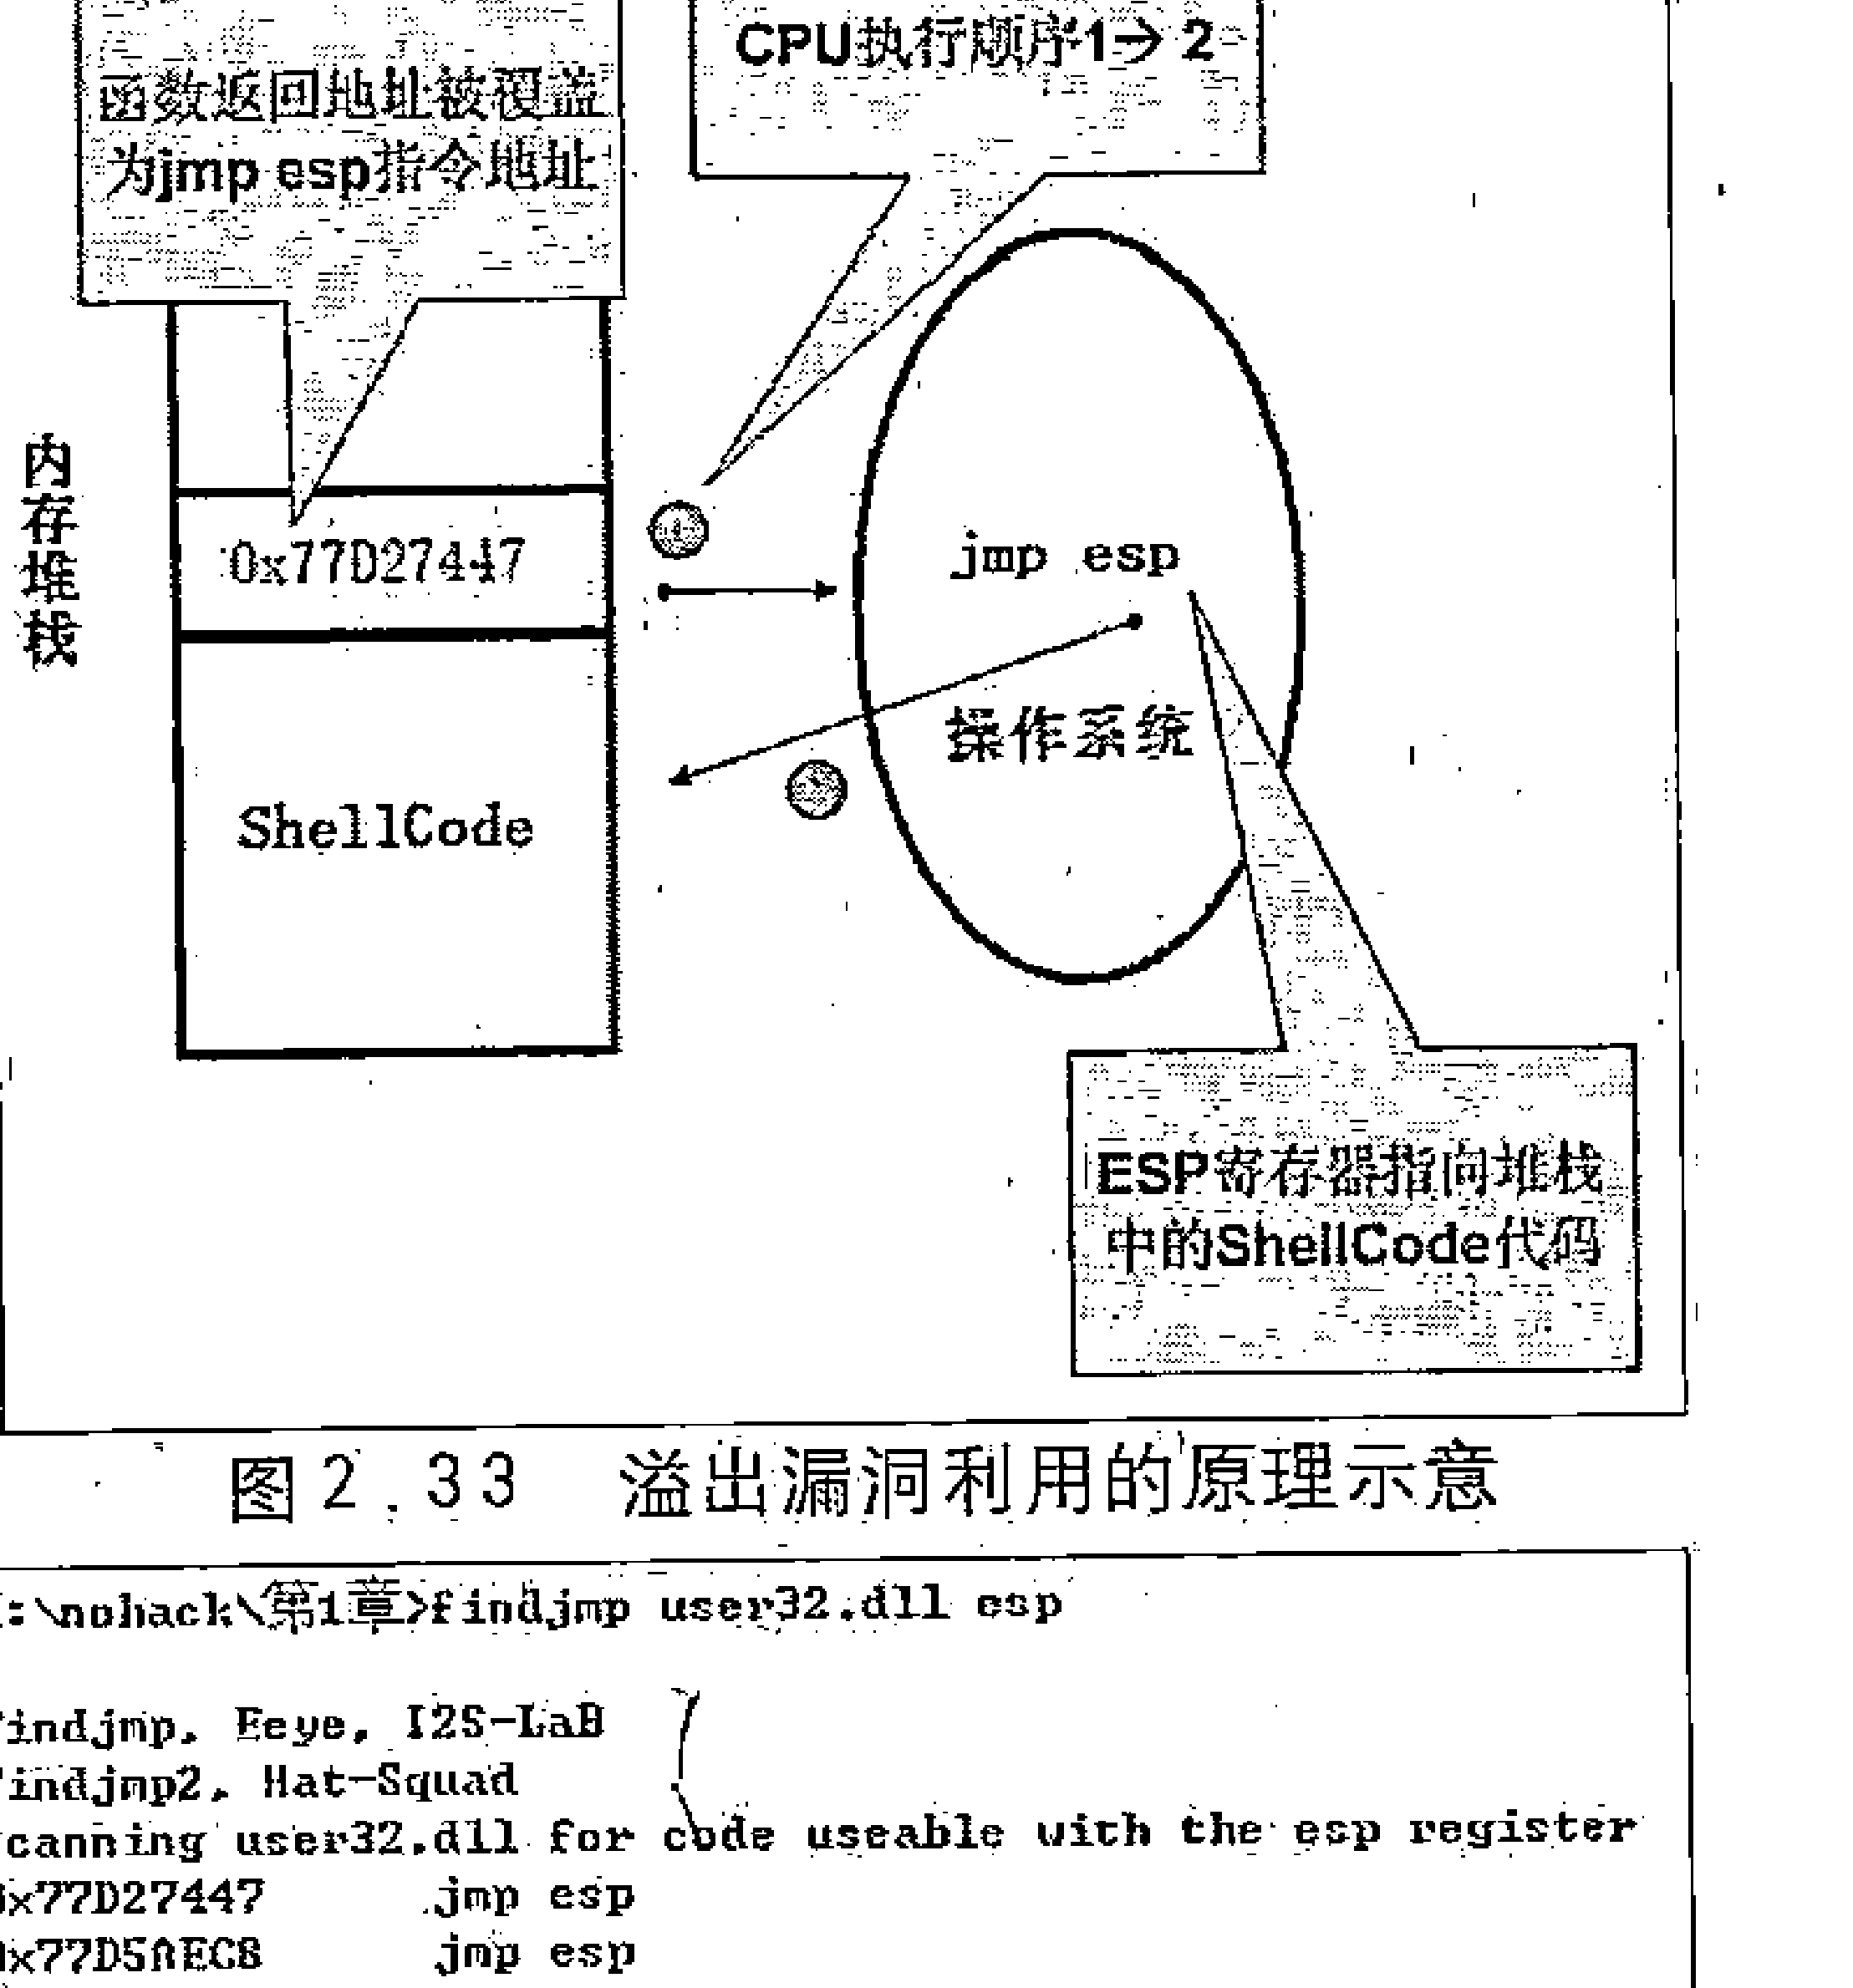 函数返回地址被覆盖
为jmp esp指令地址
CPU执行顺序1→2
内存堆栈
0x77D27447
1
jmp esp
操作系统
ShellCode
ESP寄存器指向堆栈
中的ShellCode代码
图2.33 溢出漏洞利用的原理示意
:\nohack\第1章>findjmp user32.dll esp
indjmp, Eeye, I2S-LaB
indjmp2, Hat-Squad
canning user32.dll for code useable with the esp register
x77D27447 jmp esp
x77D5AEC8 jmp esp